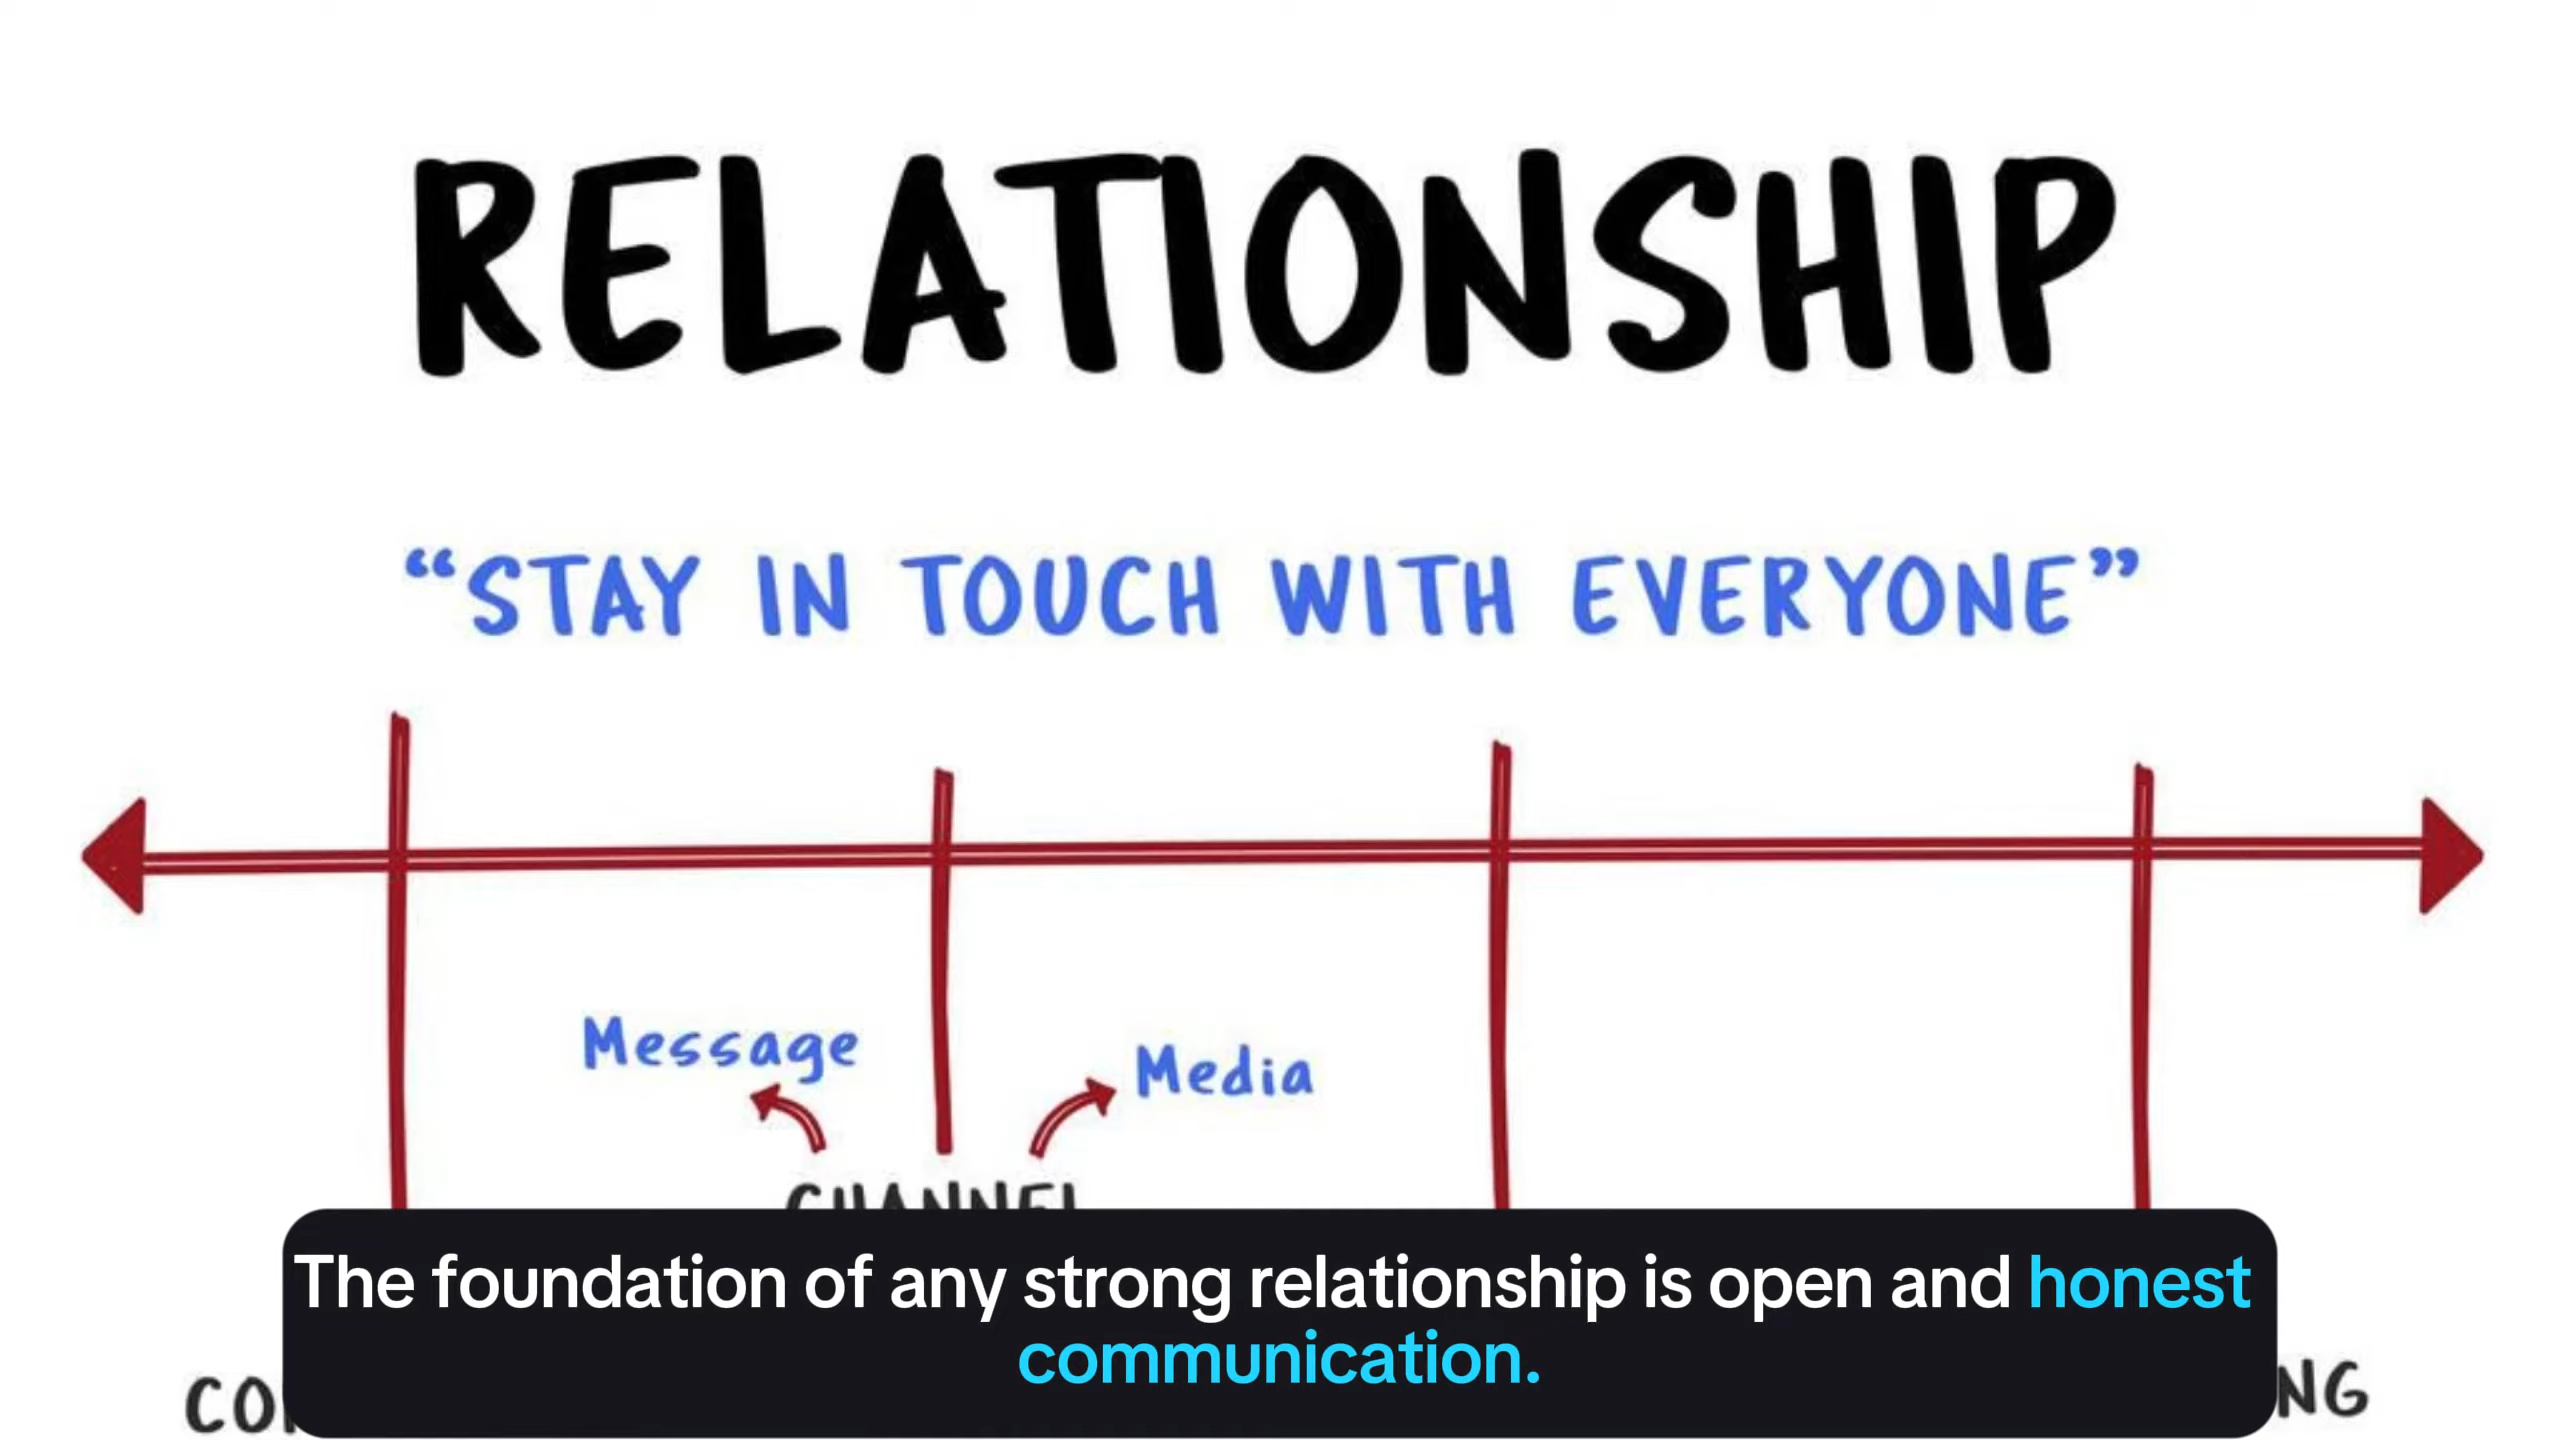 RELATIONSHIP
“STAY IN TOUCH WITH EVERYONE”
Message
Media
CHANNEL
The foundation of any strong relationship is open and honest
communication.